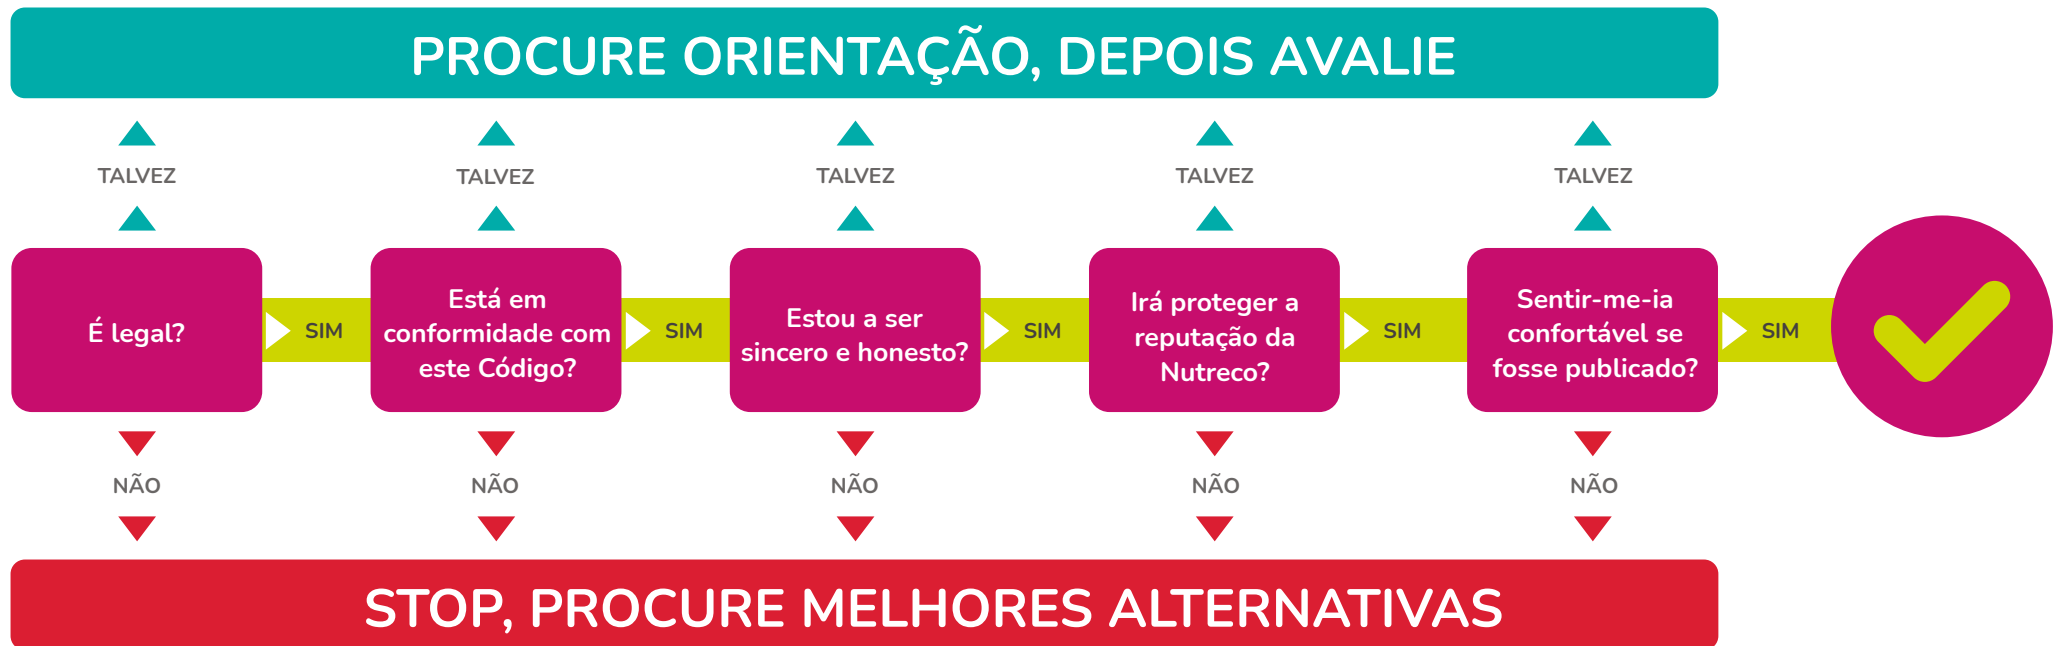 PROCURE ORIENTAÇÃO, DEPOIS AVALIE
TALVEZ
TALVEZ
TALVEZ
TALVEZ
TALVEZ
É legal?
SIM
Está em
conformidade com
este Código?
SIM
Estou a ser
sincero e honesto?
SIM
Irá proteger a
reputação da
Nutreco?
SIM
Sentir-me-ia
confortável se
fosse publicado?
SIM
NÃO
NÃO
NÃO
NÃO
NÃO
STOP, PROCURE MELHORES ALTERNATIVAS